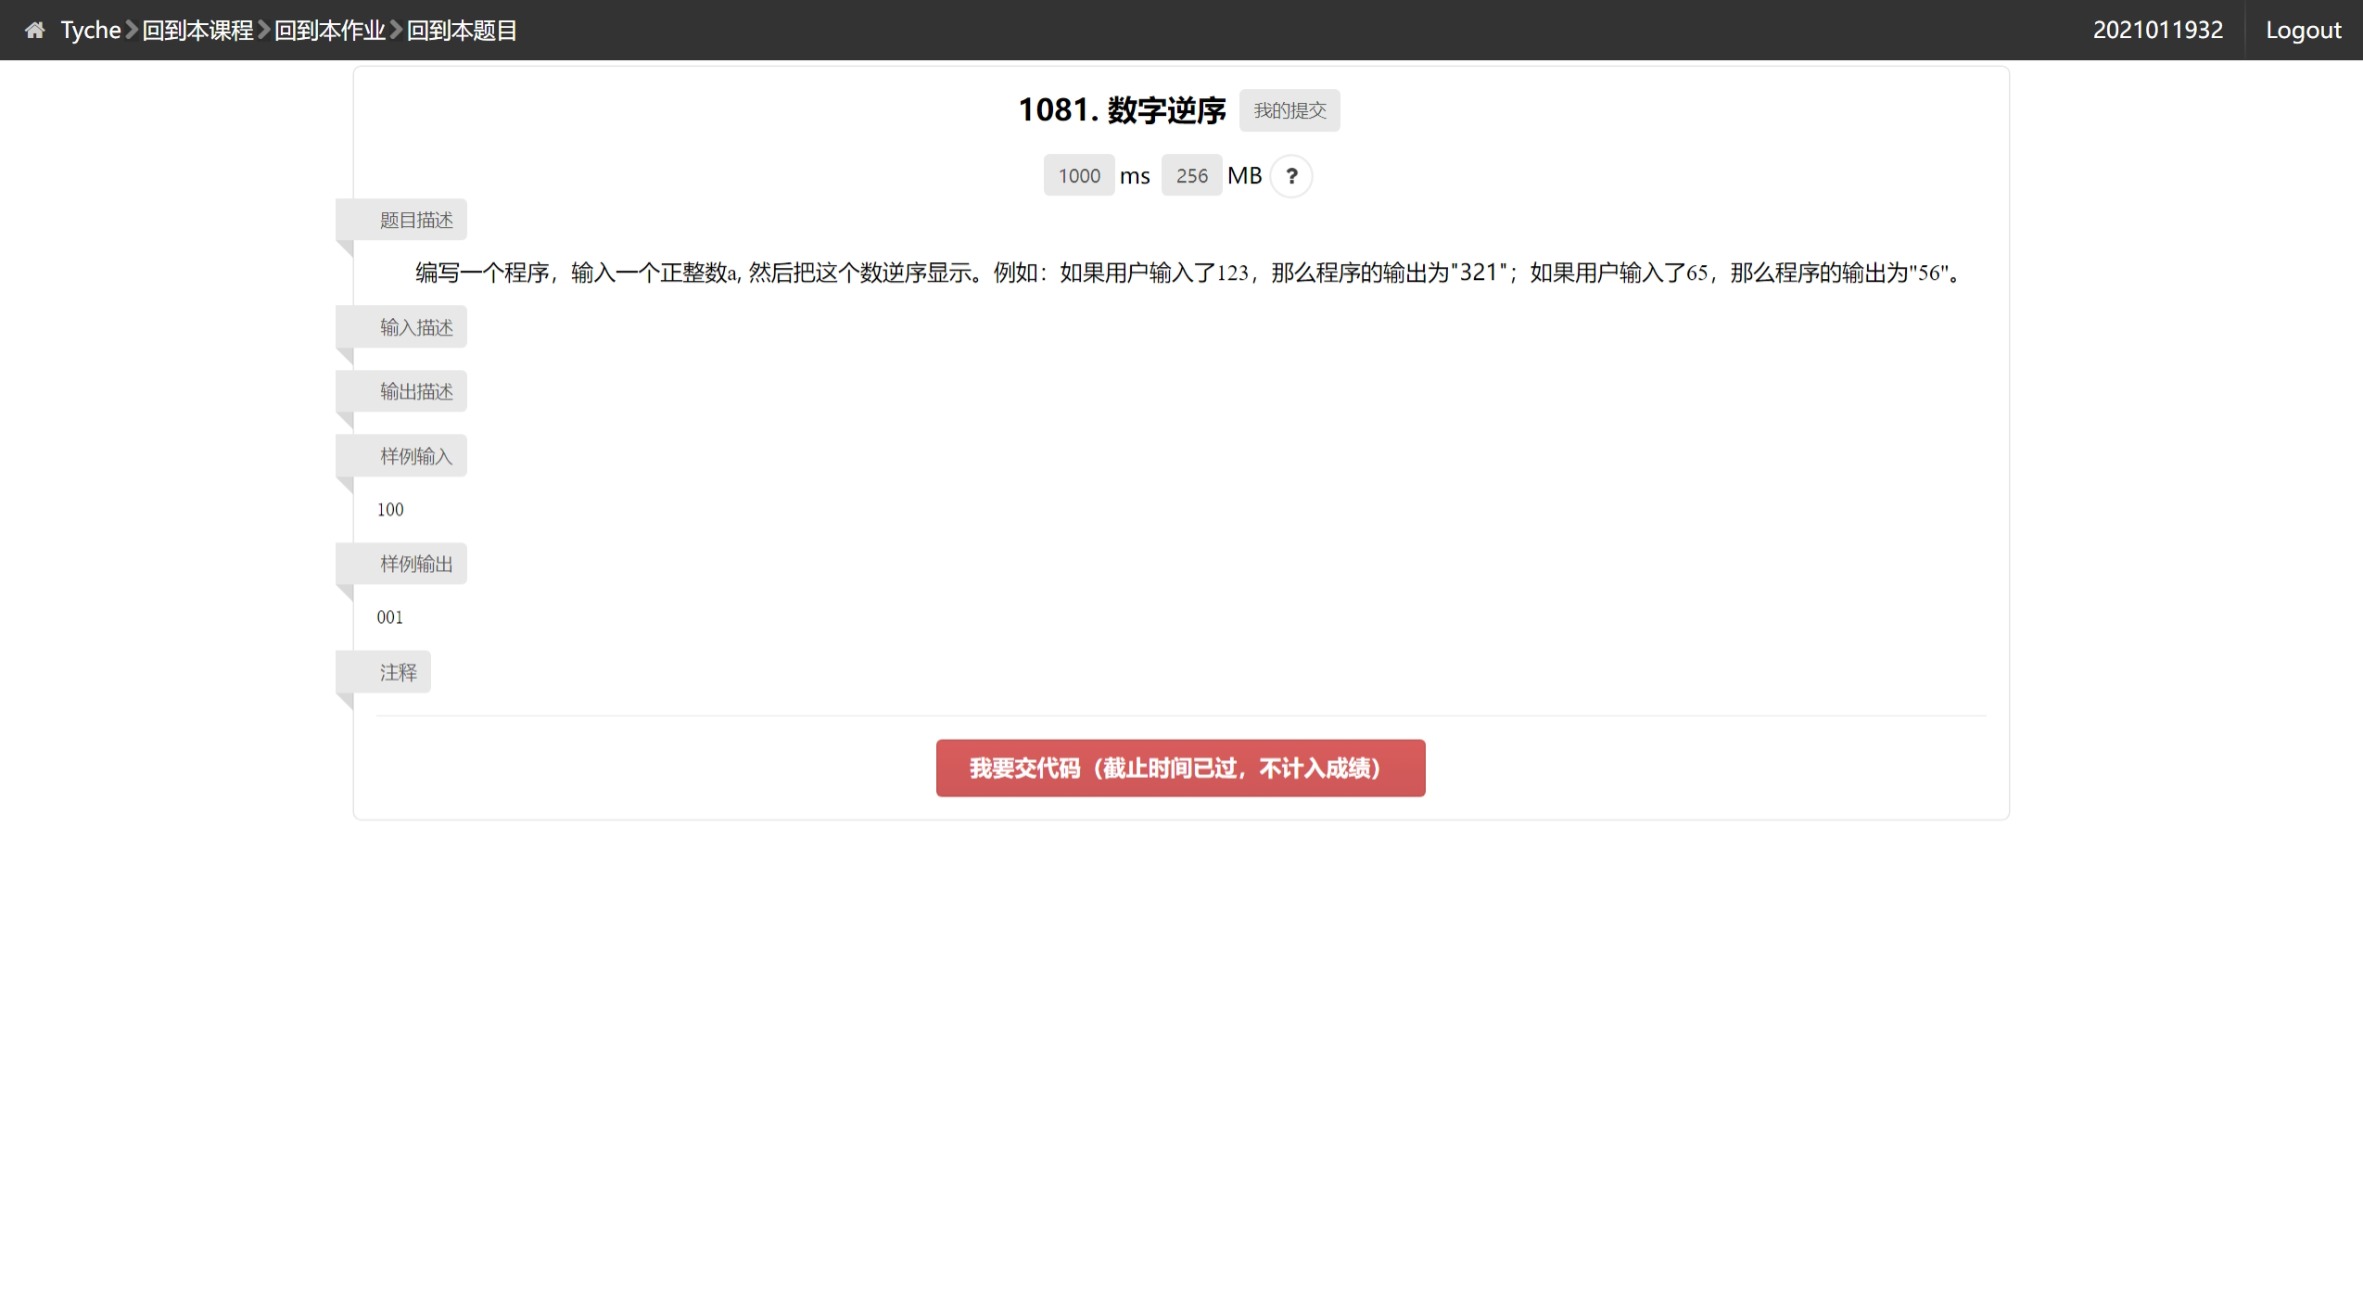 Tyche 回到本课程 回到本作业 回到本题目 2021011932 Logout
1081. 数字逆序 我的提交
1000 ms 256 MB ?
题目描述
编写一个程序，输入一个正整数a, 然后把这个数逆序显示。例如：如果用户输入了123，那么程序的输出为"321"；如果用户输入了65，那么程序的输出为"56"。
输入描述
输出描述
样例输入
100
样例输出
001
注释
我要交代码（截止时间已过，不计入成绩）